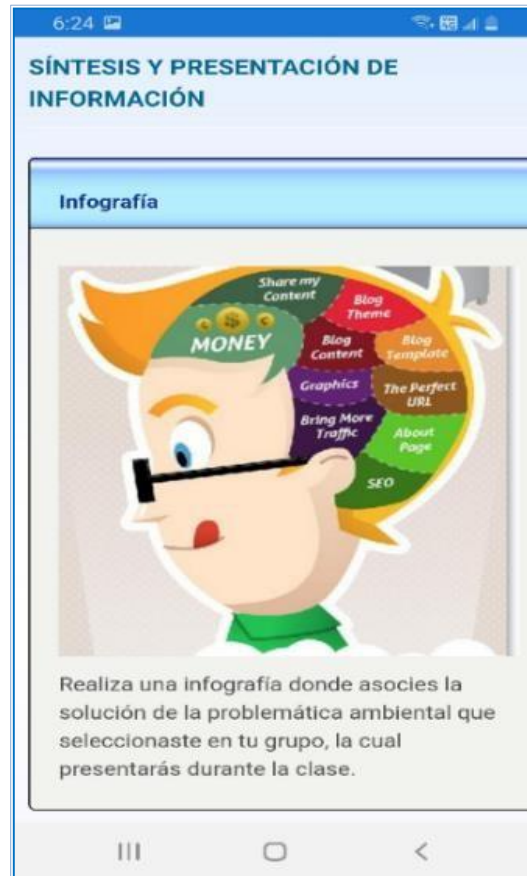 6:24
SÍNTESIS Y PRESENTACIÓN DE
INFORMACIÓN
Infografía
Share my
Content
Blog
Theme
MONEY
Blog
Content
Blog
Template
Graphics
The Perfect
URL
Bring More
Traffic
About
Page
SEO
Realiza una infografía donde asocies la
solución de la problemática ambiental que
seleccionaste en tu grupo, la cual
presentarás durante la clase.